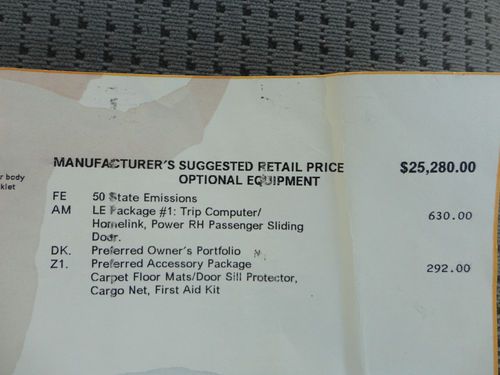 r body
klet
MANUFACTURER'S SUGGESTED RETAIL PRICE $25,280.00
OPTIONAL EQUIPMENT
FE 50 State Emissions
AM LE Package #1: Trip Computer/ 630.00
Homelink, Power RH Passenger Sliding
Door.
DK. Preferred Owner's Portfolio
Z1. Preferred Accessory Package 292.00
Carpet Floor Mats/Door Sill Protector,
Cargo Net, First Aid Kit